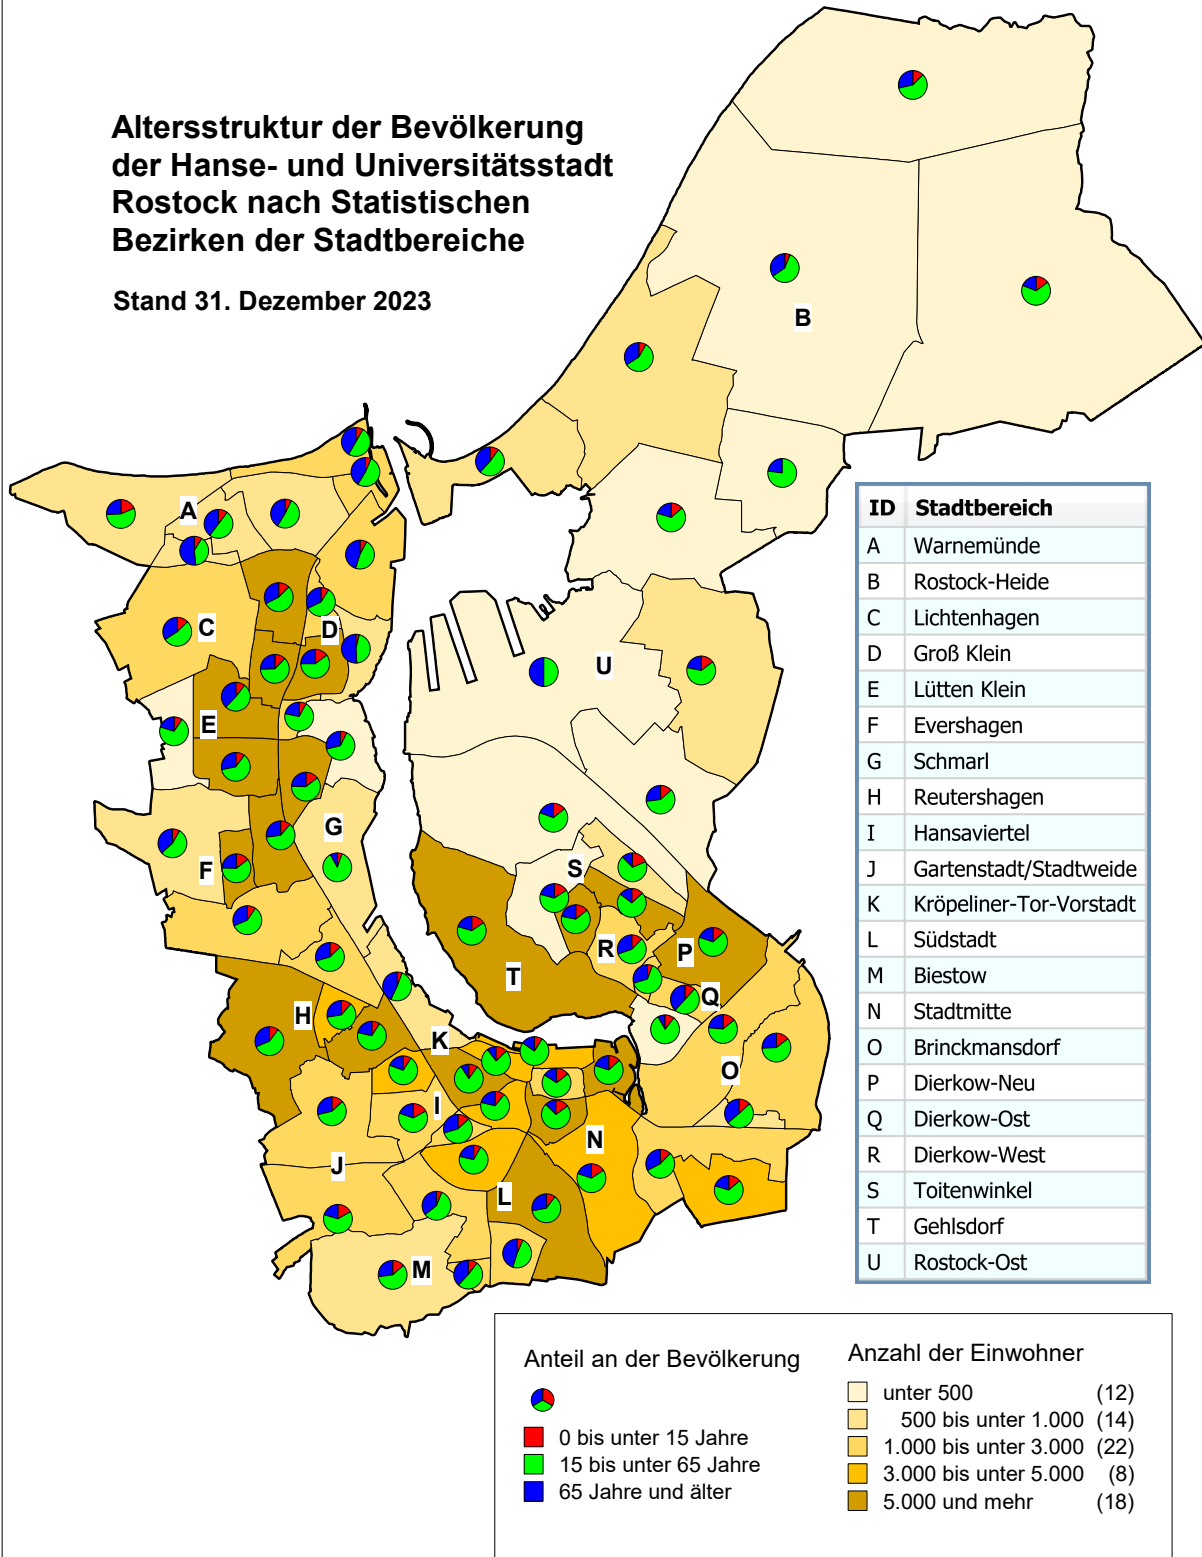 Altersstruktur der Bevölkerung
der Hanse- und Universitätsstadt
Rostock nach Statistischen
Bezirken der Stadtbereiche
Stand 31. Dezember 2023
B
A
C
D
U
E
G
F
S
R
P
T
Q
H
K
O
I
N
J
L
M
ID Stadtbereich
A Warnemünde
B Rostock-Heide
C Lichtenhagen
D Groß Klein
E Lütten Klein
F Evershagen
G Schmarl
H Reutershagen
I Hansaviertel
J Gartenstadt/Stadtweide
K Kröpeliner-Tor-Vorstadt
L Südstadt
M Biestow
N Stadtmitte
O Brinckmansdorf
P Dierkow-Neu
Q Dierkow-Ost
R Dierkow-West
S Toitenwinkel
T Gehlsdorf
U Rostock-Ost
Anteil an der Bevölkerung
0 bis unter 15 Jahre
15 bis unter 65 Jahre
65 Jahre und älter
Anzahl der Einwohner
unter 500 (12)
500 bis unter 1.000 (14)
1.000 bis unter 3.000 (22)
3.000 bis unter 5.000 (8)
5.000 und mehr (18)